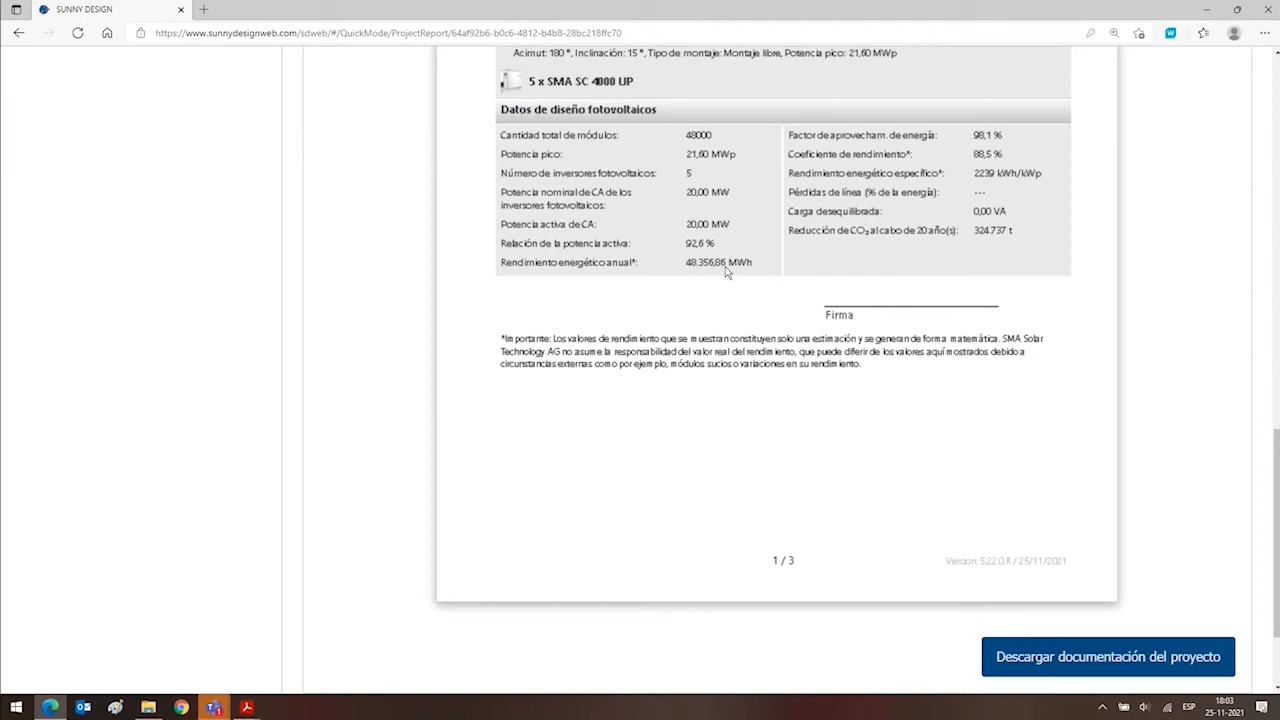 SUNNY DESIGN
https://www.sunnydesignweb.com/sdweb/#/QuickMode/ProjectReport/64af92b6-b0c6-4812-b4b8-28bc218ffc70
Acimut: 180 °, Inclinación: 15 °, Tipo de montaje: Montaje libre, Potencia pico: 21,60 MWp
5 x SMA SC 4000 UP
Datos de diseño fotovoltaicos
Cantidad total de módulos: 48000
Potencia pico: 21,60 MWp
Número de inversores fotovoltaicos: 5
Potencia nominal de CA de los inversores fotovoltaicos: 20,00 MW
Potencia activa de CA: 20,00 MW
Relación de la potencia activa: 92,6 %
Rendimiento energético anual*: 48.356,86 MWh
Factor de aprovecham. de energía: 98,1 %
Coeficiente de rendimiento*: 88,5 %
Rendimiento energético específico*: 2239 kWh/kWp
Pérdidas de línea (% de la energía): ---
Carga desequilibrada: 0,00 VA
Reducción de CO₂ al cabo de 20 año(s): 324.737 t
Firma
*Importante: Los valores de rendimiento que se muestran constituyen solo una estimación y se generan de forma matemática. SMA Solar
Technology AG no asume la responsabilidad del valor real del rendimiento, que puede diferir de los valores aquí mostrados debido a
circunstancias externas como por ejemplo, módulos sucios o variaciones en su rendimiento.
1 / 3
Version: 5.22.0.R / 25/11/2021
Descargar documentación del proyecto
ESP
18:03
25-11-2021